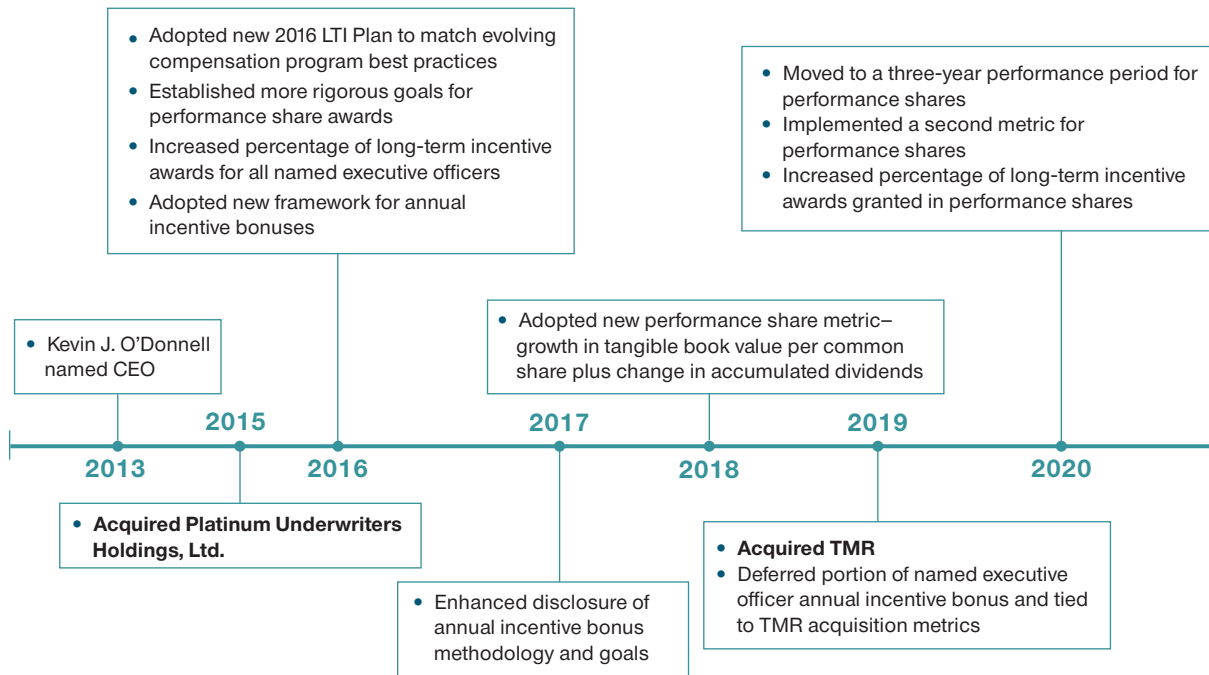 • Adopted new 2016 LTI Plan to match evolving
compensation program best practices
• Established more rigorous goals for
performance share awards
• Increased percentage of long-term incentive
awards for all named executive officers
• Adopted new framework for annual
incentive bonuses
• Moved to a three-year performance period for
performance shares
• Implemented a second metric for
performance shares
• Increased percentage of long-term incentive
awards granted in performance shares
• Kevin J. O’Donnell
named CEO
• Adopted new performance share metric–
growth in tangible book value per common
share plus change in accumulated dividends
2015
2017
2019
2013
2016
2018
2020
• Acquired Platinum Underwriters
Holdings, Ltd.
• Enhanced disclosure of
annual incentive bonus
methodology and goals
• Acquired TMR
• Deferred portion of named executive
officer annual incentive bonus and tied
to TMR acquisition metrics